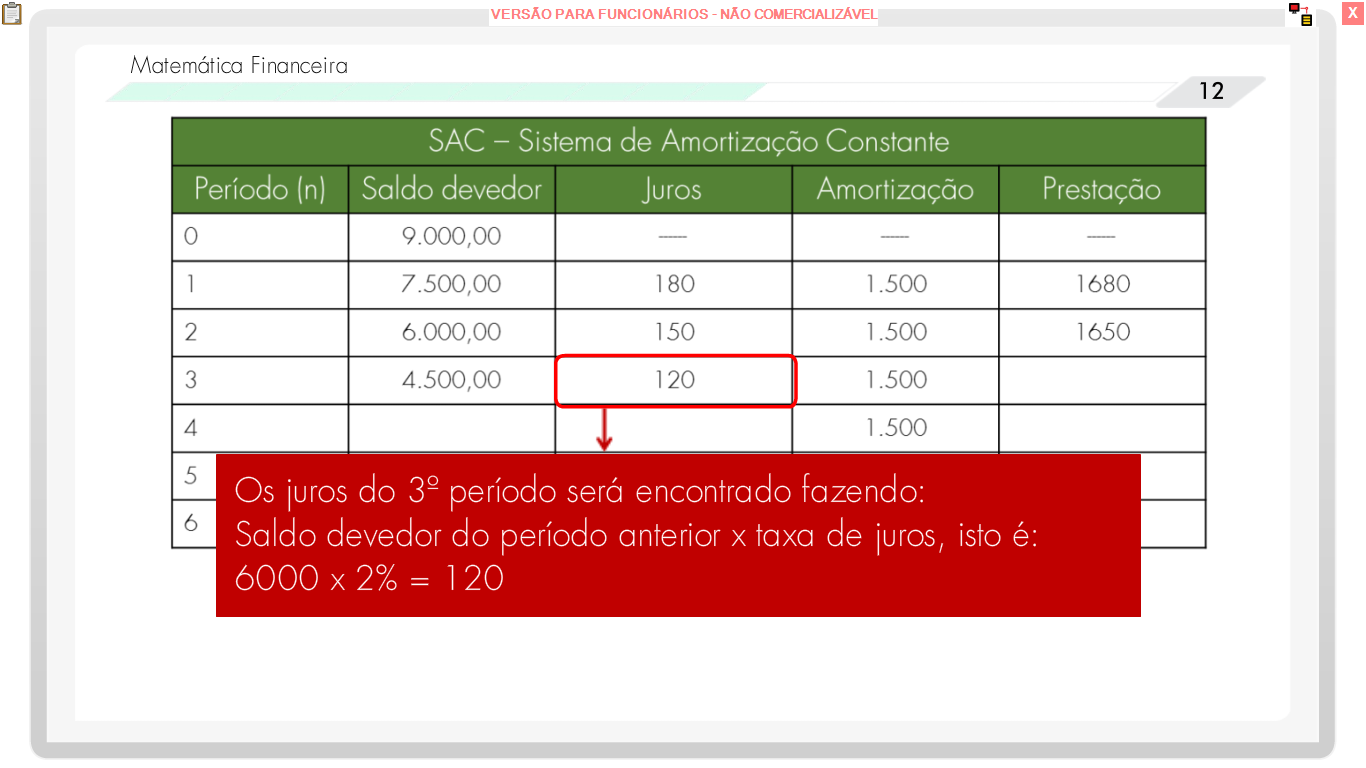 VERSÃO PARA FUNCIONÁRIOS - NÃO COMERCIALIZÁVEL
X
Matemática Financeira
12
SAC – Sistema de Amortização Constante
Período (n) Saldo devedor Juros Amortização Prestação
0 9.000,00 ----- ----- -----
1 7.500,00 180 1.500 1680
2 6.000,00 150 1.500 1650
3 4.500,00 120 1.500
4 1.500
5
6
Os juros do 3º período será encontrado fazendo:
Saldo devedor do período anterior x taxa de juros, isto é:
6000 x 2% = 120